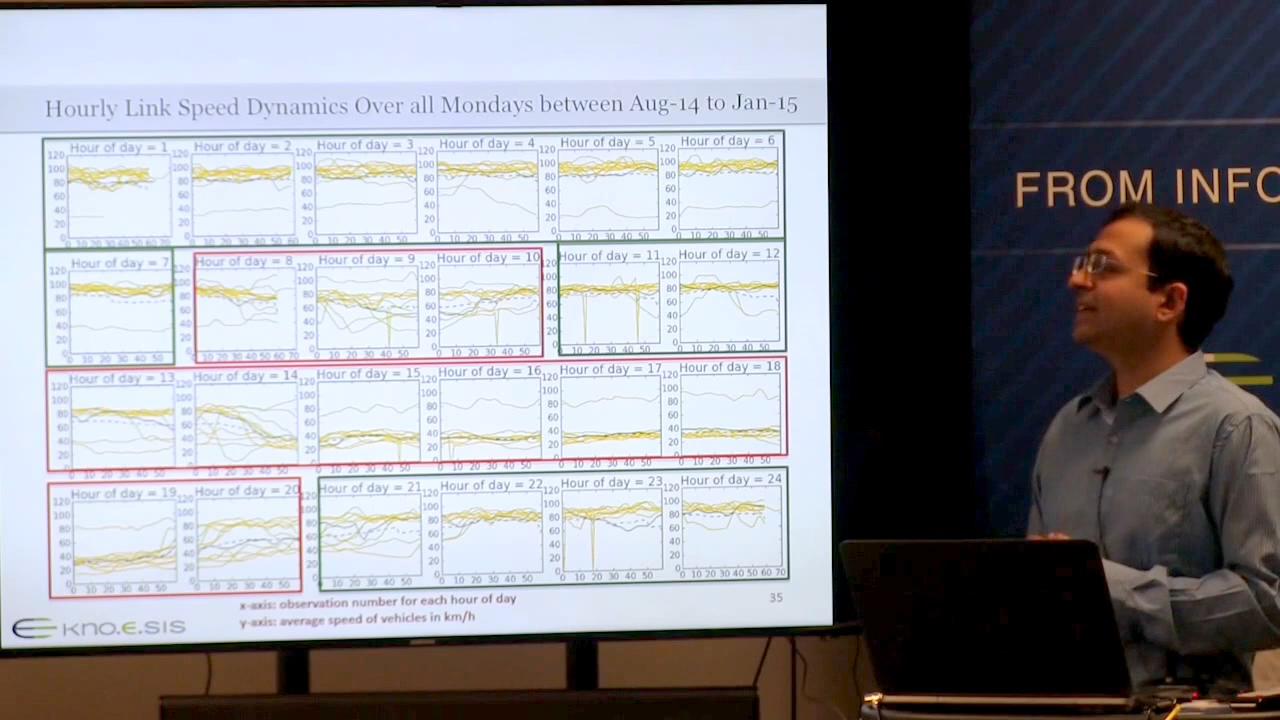 Hourly Link Speed Dynamics Over all Mondays between Aug-14 to Jan-15
Hour of day = 1
Hour of day = 2
Hour of day = 3
Hour of day = 4
Hour of day = 5
Hour of day = 6
Hour of day = 7
Hour of day = 8
Hour of day = 9
Hour of day = 10
Hour of day = 11
Hour of day = 12
Hour of day = 13
Hour of day = 14
Hour of day = 15
Hour of day = 16
Hour of day = 17
Hour of day = 18
Hour of day = 19
Hour of day = 20
Hour of day = 21
Hour of day = 22
Hour of day = 23
Hour of day = 24
x-axis: observation number for each hour of day
y-axis: average speed of vehicles in km/h
35
kno.e.sis
FROM INFO